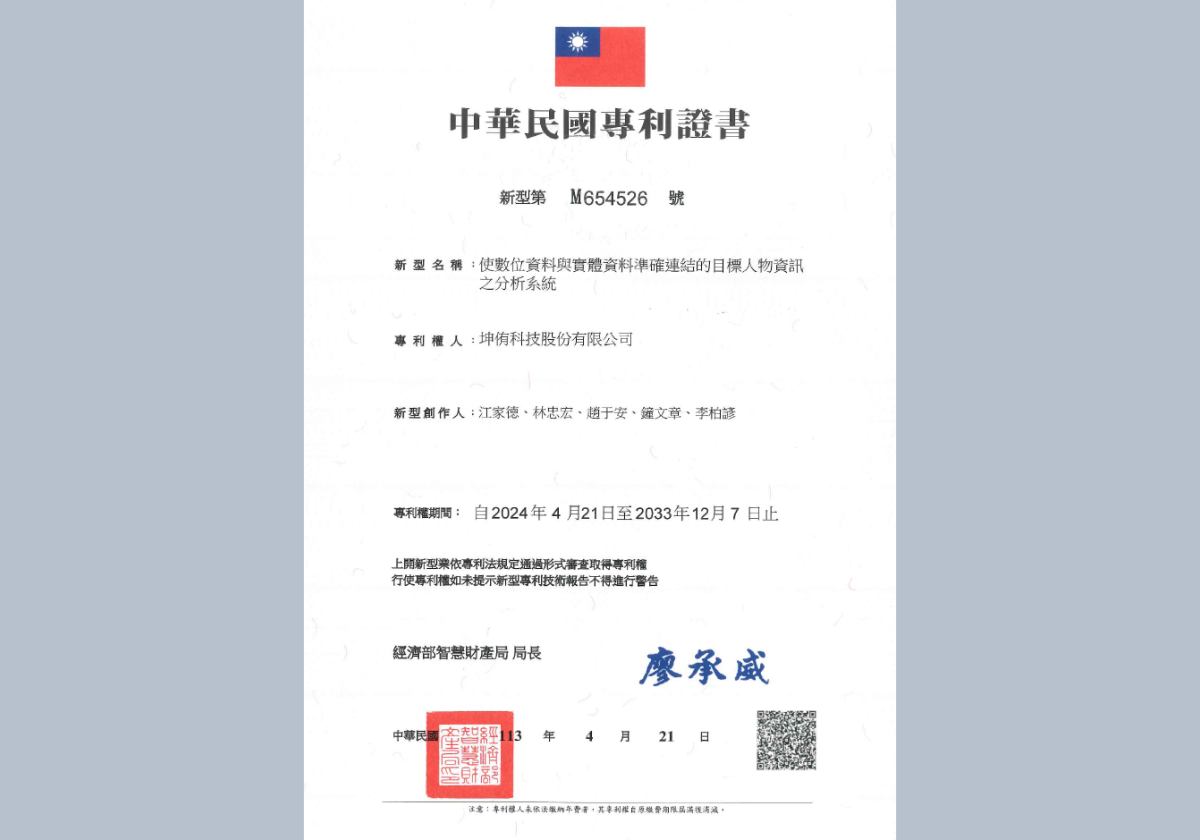 中華民國專利證書
新型第 M654526 號
新型名稱：使數位資料與實體資料準確連結的目標人物資訊
之分析系統
專利權人：坤侑科技股份有限公司
新型創作人：江家德、林忠宏、趙于安、鐘文章、李柏諺
專利權期間： 自2024年 4 月21日至2033年12月 7 日止
上開新型業依專利法規定通過形式審查取得專利權
行使專利權如未提示新型專利技術報告不得進行警告
經濟部智慧財產局 局長
廖承威
中華民國 113 年 4 月 21 日
經濟部
智慧財
產局印
注意：專利權人未依法繳納年費者，其專利權自原繳費期限屆滿後消滅。